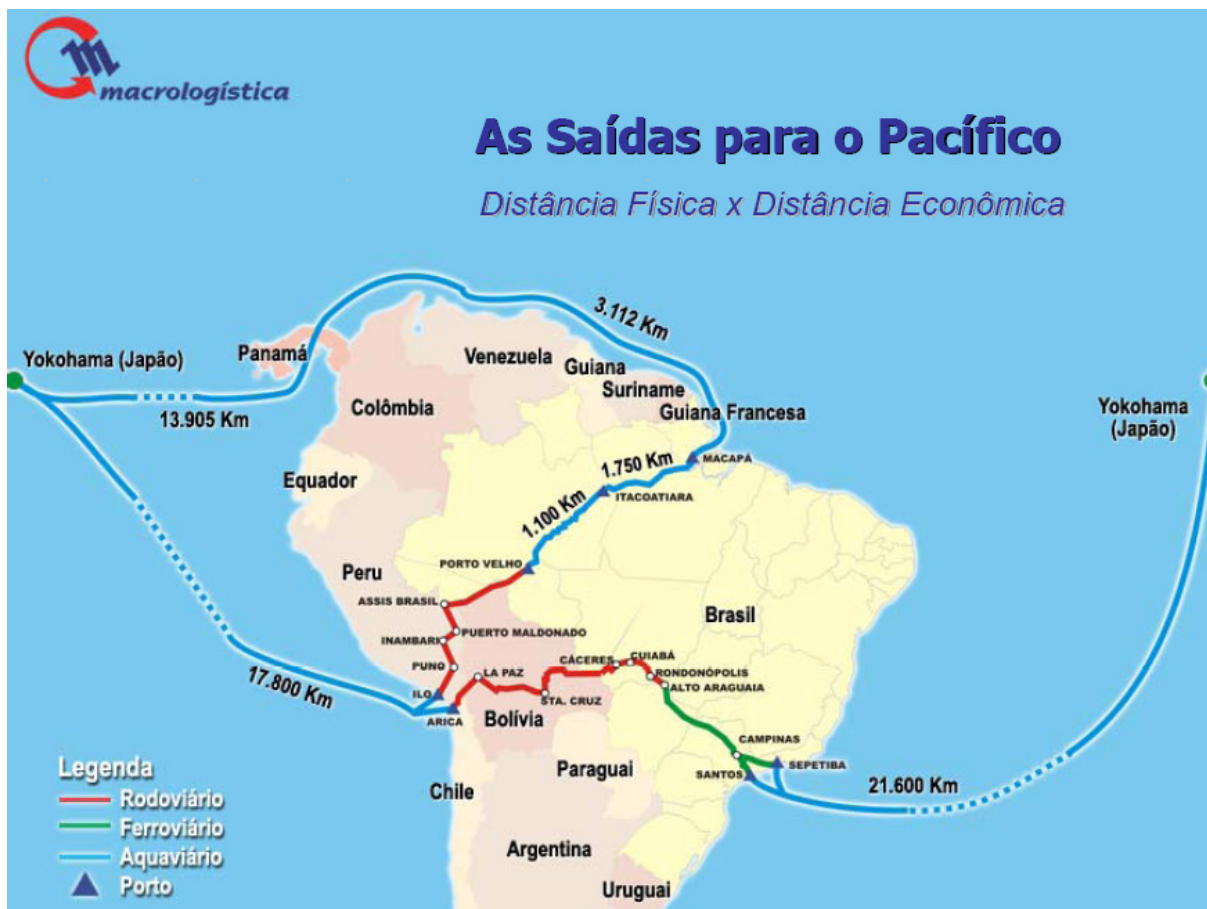 macrologística
As Saídas para o Pacífico
Distância Física x Distância Econômica
3.112 Km
Panamá
Venezuela
Yokohama (Japão)
Guiana
Suriname
Colômbia
Guiana Francesa
13.905 Km
Yokohama
(Japão)
1.750 Km
MACAPÁ
Equador
ITACOATIARA
1.100 Km
PORTO VELHO
Peru
ASSIS BRASIL
Brasil
PUERTO MALDONADO
INAMBARI
CÁCERES
CUIABÁ
PUNO
LA PAZ
RONDONÓPOLIS
17.800 Km
ALTO ARAGUAIA
ILO
STA. CRUZ
ARICA
Bolívia
CAMPINAS
SEPETIBA
Paraguai
SANTOS
21.600 Km
Chile
Argentina
Uruguai
Legenda
Rodoviário
Ferroviário
Aquaviário
Porto